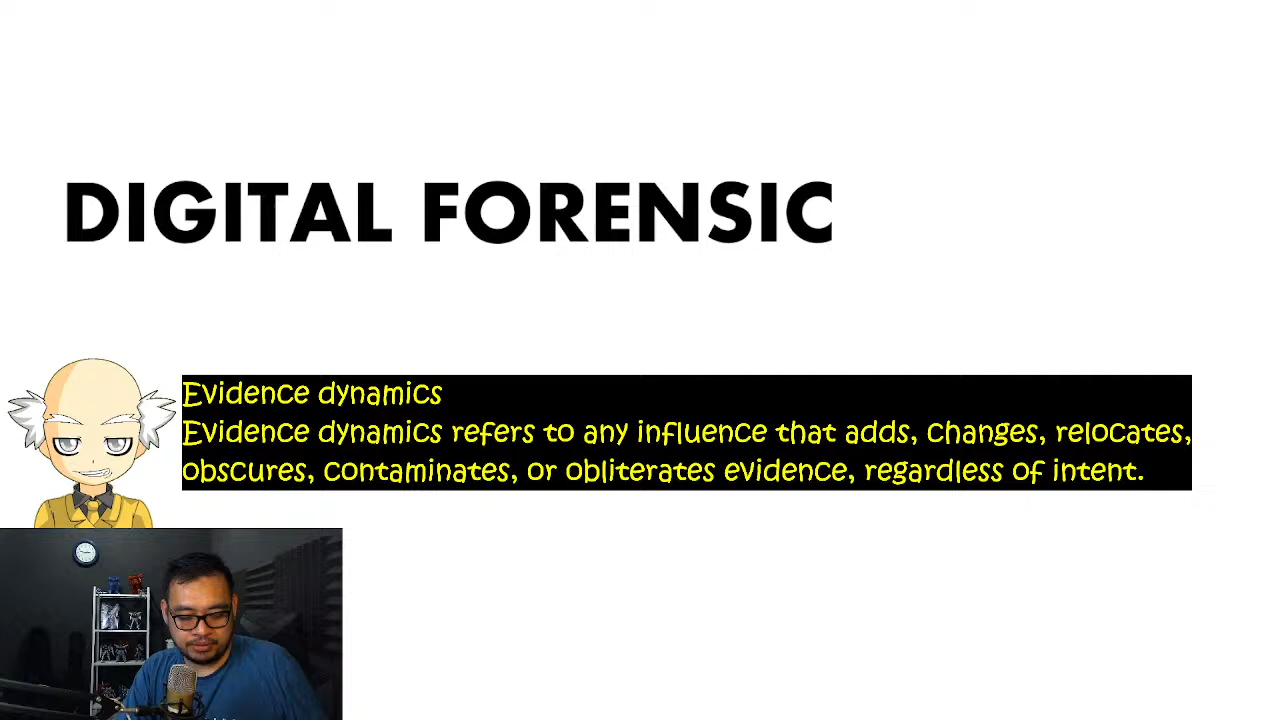 DIGITAL FORENSIC
Evidence dynamics
Evidence dynamics refers to any influence that adds, changes, relocates,
obscures, contaminates, or obliterates evidence, regardless of intent.